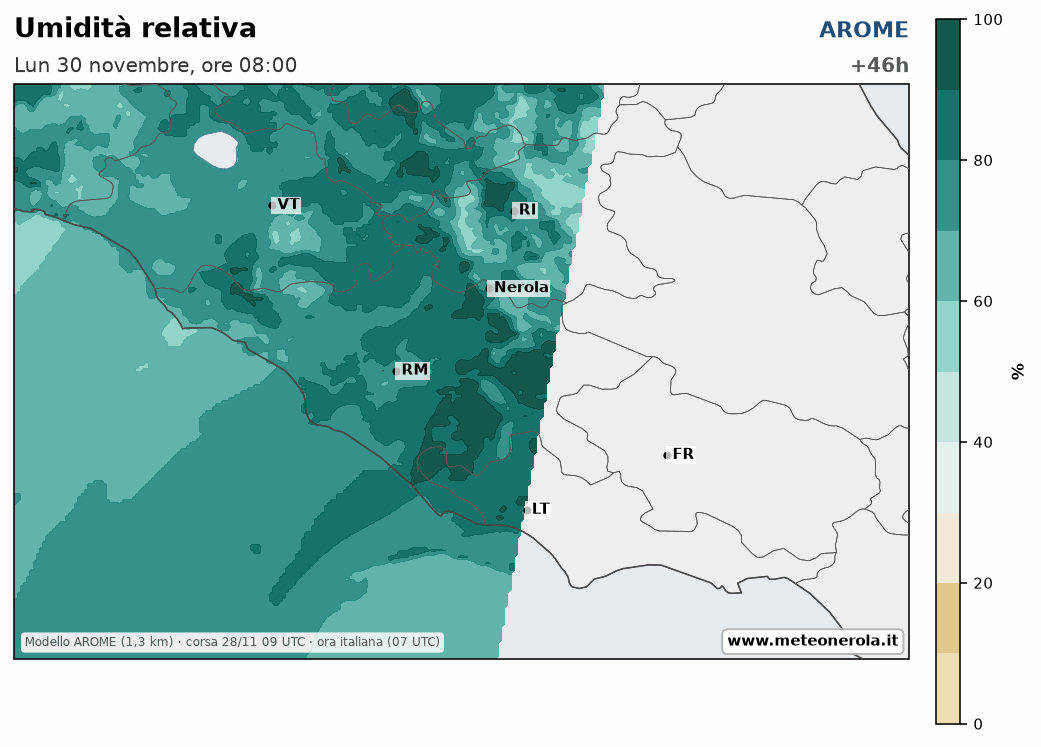 Umidità relativa
AROME
Lun 30 novembre, ore 08:00
+46h
100
80
60
40
20
0
%
VT
RI
Nerola
RM
FR
LT
Modello AROME (1,3 km) · corsa 28/11 09 UTC · ora italiana (07 UTC)
www.meteonerola.it